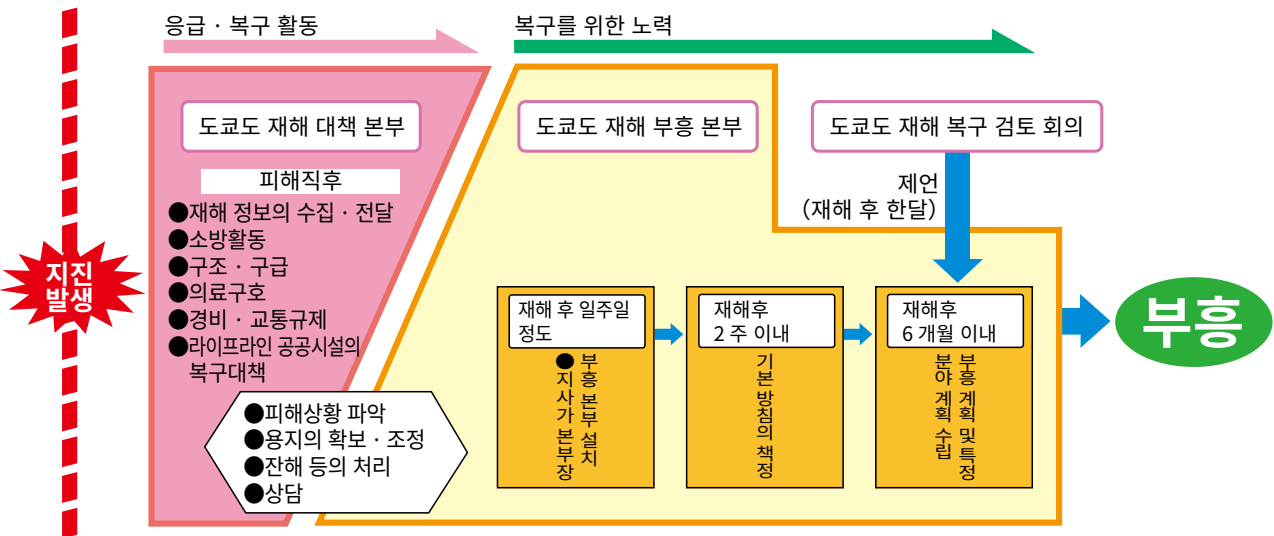 응급 · 복구 활동
복구를 위한 노력
지진
발생
도쿄도 재해 대책 본부
피해직후
●재해 정보의 수집 · 전달
●소방활동
●구조 · 구급
●의료구호
●경비 · 교통규제
●라이프라인 공공시설의
복구대책
●피해상황 파악
●용지의 확보 · 조정
●잔해 등의 처리
●상담
도쿄도 재해 부흥 본부
도쿄도 재해 복구 검토 회의
제언
(재해 후 한달)
재해 후 일주일
정도
부흥 본부 설치
●지사가 본부장
재해후
2 주 이내
기본 방침의 책정
재해후
6 개월 이내
부흥 계획 및 특정
분야 계획 수립
부흥